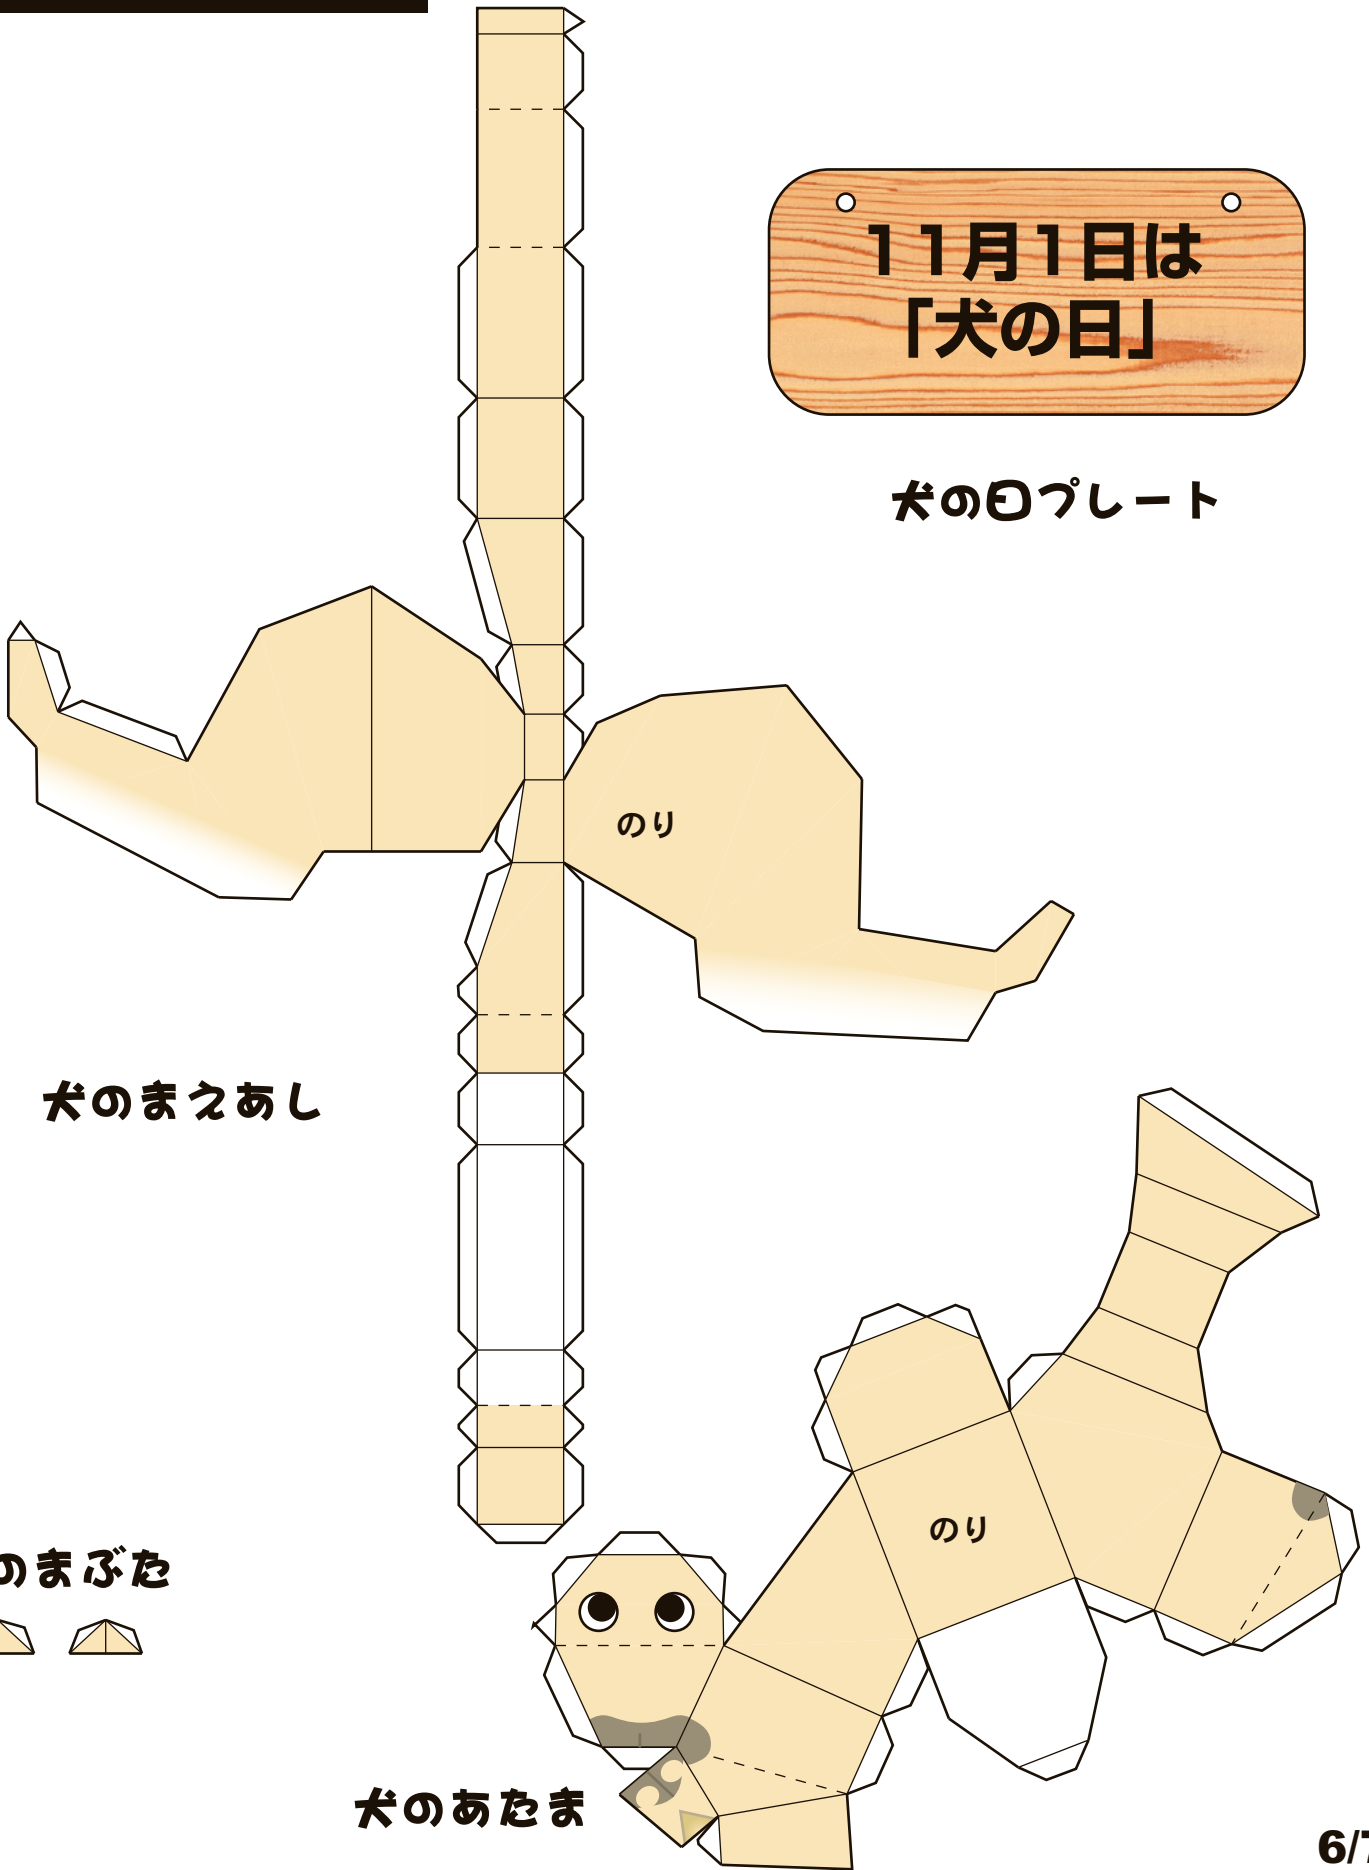 11月1日は
「犬の日」
犬の日プレート
のり
犬のまえあし
のり
のまぶた
犬のあたま
6/7